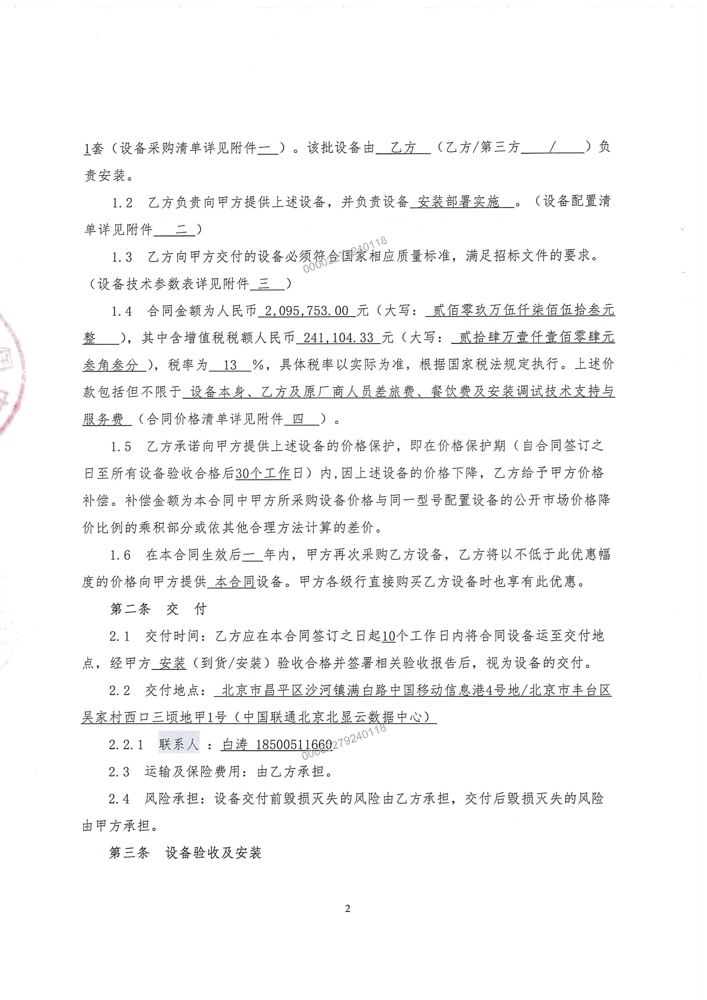 1套（设备采购清单详见附件一 ）。该批设备由 乙方 （乙方/第三方 / ）负
责安装。
1.2 乙方负责向甲方提供上述设备，并负责设备 安装部署实施 。（设备配置清
单详见附件 二 ）
00002279240118
1.3 乙方向甲方交付的设备必须符合国家相应质量标准，满足招标文件的要求。
（设备技术参数表详见附件 三 ）
1.4 合同金额为人民币 2,095,753.00 元（大写： 贰佰零玖万伍仟柒佰伍拾叁元
整 ），其中含增值税税额人民币 241,104.33 元（大写： 贰拾肆万壹仟壹佰零肆元
叁角叁分 ），税率为 13 %，具体税率以实际为准，根据国家税法规定执行。上述价
款包括但不限于 设备本身、乙方及原厂商人员差旅费、餐饮费及安装调试技术支持与
服务费 （合同价格清单详见附件 四 ）。
1.5 乙方承诺向甲方提供上述设备的价格保护，即在价格保护期（自合同签订之
日至所有设备验收合格后30个工作日）内,因上述设备的价格下降，乙方给予甲方价格
补偿。补偿金额为本合同中甲方所采购设备价格与同一型号配置设备的公开市场价格降
价比例的乘积部分或依其他合理方法计算的差价。
1.6 在本合同生效后一 年内，甲方再次采购乙方设备，乙方将以不低于此优惠幅
度的价格向甲方提供 本合同设备。甲方各级行直接购买乙方设备时也享有此优惠。
第二条 交 付
2.1 交付时间：乙方应在本合同签订之日起10个工作日内将合同设备运至交付地
点，经甲方 安装（到货/安装）验收合格并签署相关验收报告后，视为设备的交付。
2.2 交付地点： 北京市昌平区沙河镇满白路中国移动信息港4号地/北京市丰台区
吴家村西口三顷地甲1号（中国联通北京北显云数据中心）
2.2.1 联系人 ：白涛 18500511660
00002279240118
2.3 运输及保险费用：由乙方承担。
2.4 风险承担：设备交付前毁损灭失的风险由乙方承担，交付后毁损灭失的风险
由甲方承担。
第三条 设备验收及安装
2